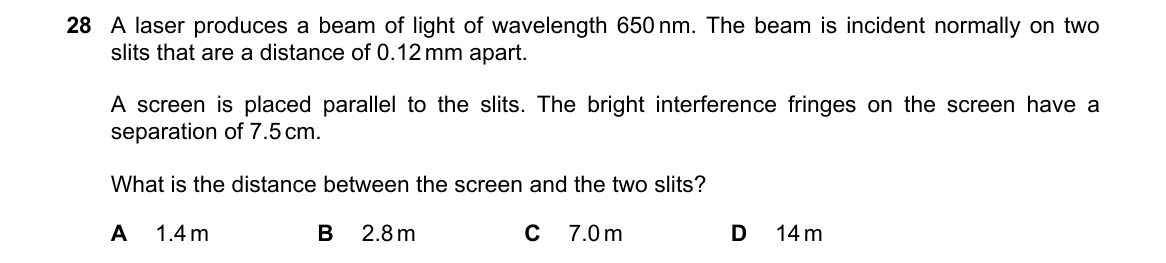 28 A laser produces a beam of light of wavelength 650 nm. The beam is incident normally on two
slits that are a distance of 0.12 mm apart.
A screen is placed parallel to the slits. The bright interference fringes on the screen have a
separation of 7.5 cm.
What is the distance between the screen and the two slits?
A 1.4 m B 2.8 m C 7.0 m D 14 m